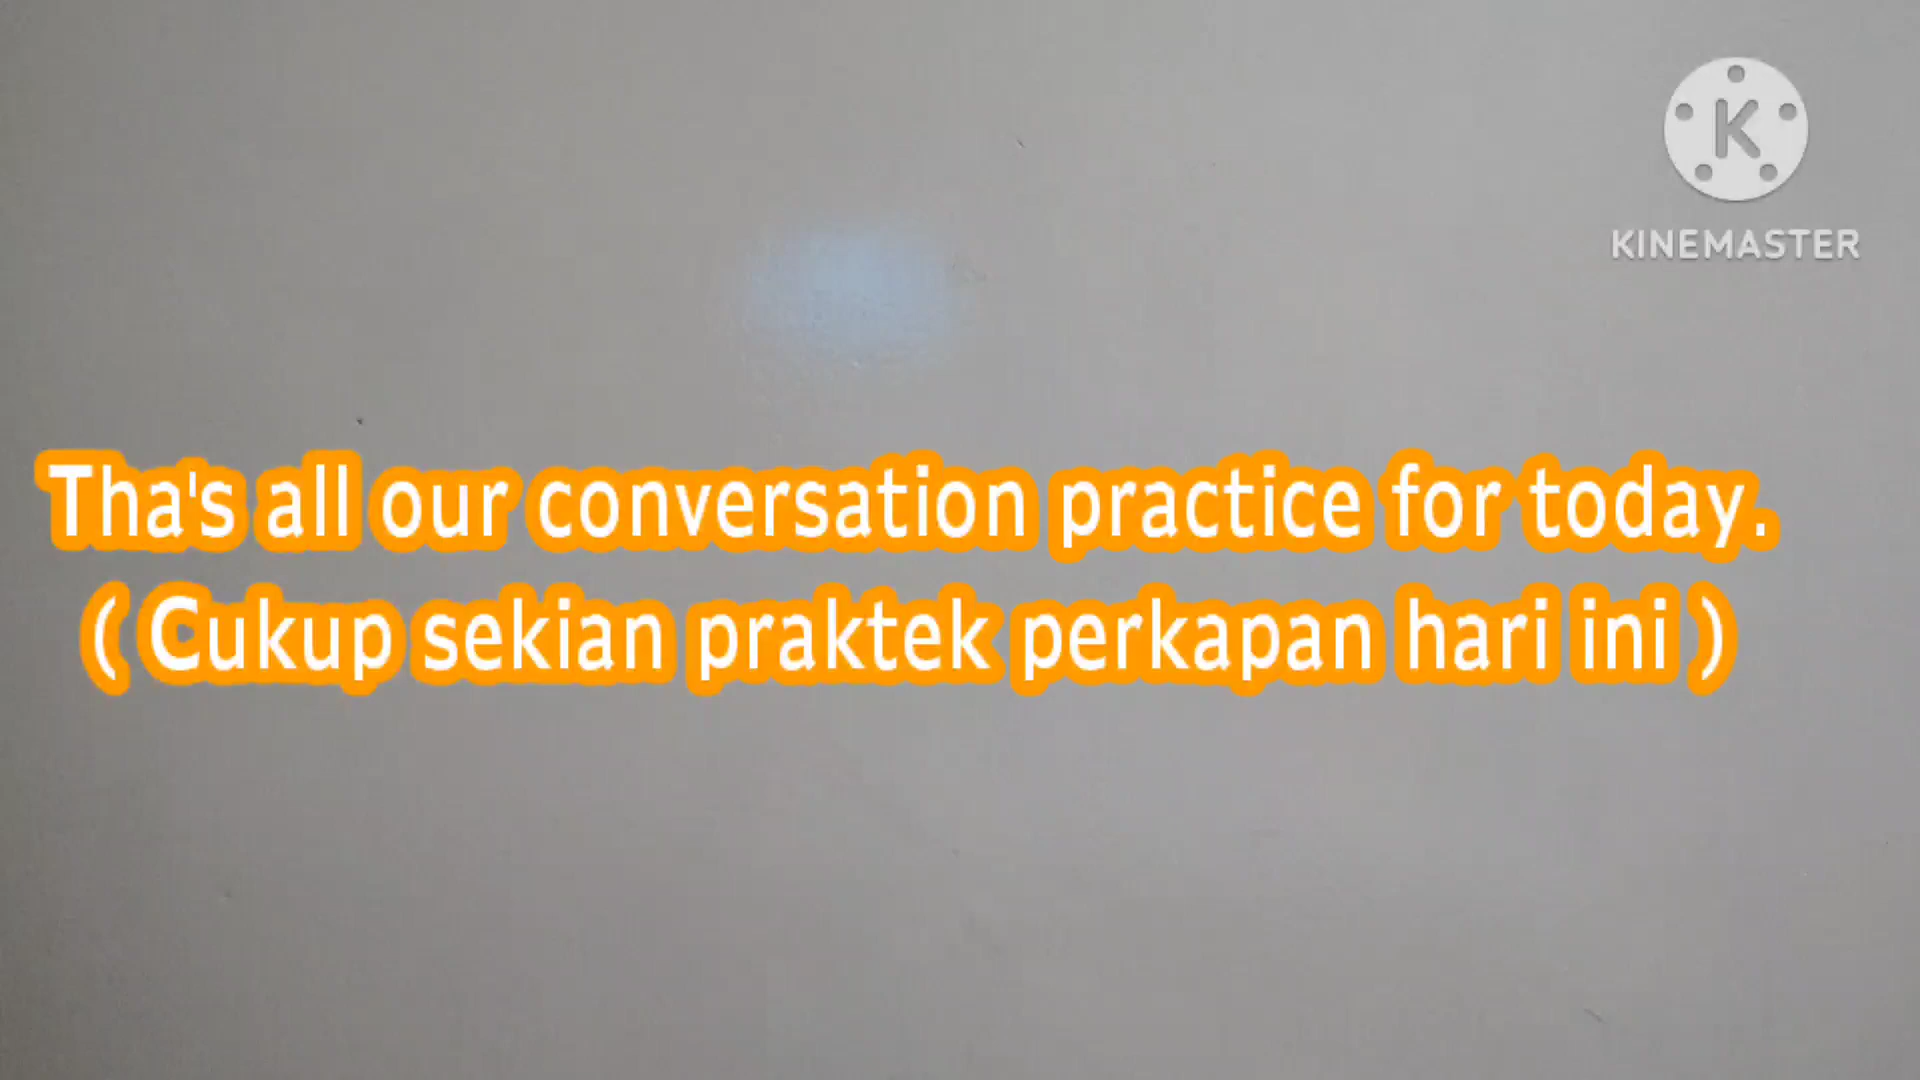 K
KINEMASTER
Tha's all our conversation practice for today.
( Cukup sekian praktek perkapan hari ini )